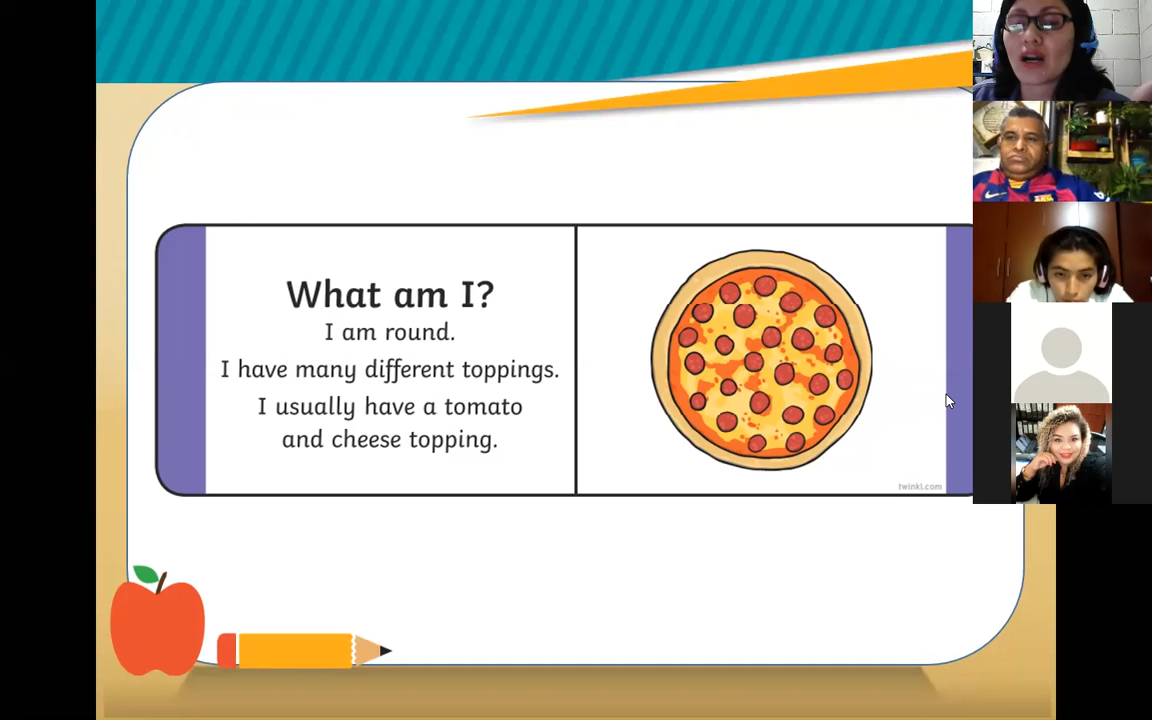 What am I?
I am round.
I have many different toppings.
I usually have a tomato
and cheese topping.
twinkl.com